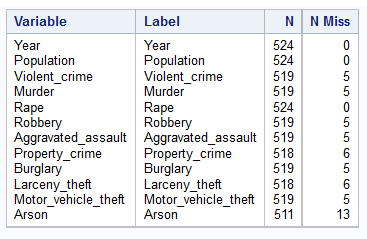 Variable Label N N Miss
Year Year 524 0
Population Population 524 0
Violent_crime Violent_crime 519 5
Murder Murder 519 5
Rape Rape 524 0
Robbery Robbery 519 5
Aggravated_assault Aggravated_assault 519 5
Property_crime Property_crime 518 6
Burglary Burglary 519 5
Larceny_theft Larceny_theft 518 6
Motor_vehicle_theft Motor_vehicle_theft 519 5
Arson Arson 511 13